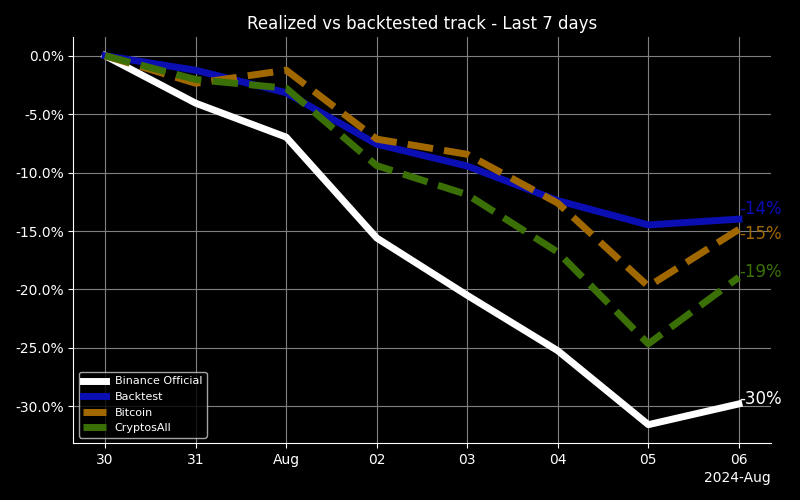 Realized vs backtested track - Last 7 days
0.0%
-5.0%
-10.0%
-15.0%
-20.0%
-25.0%
-30.0%
-14%
-15%
-19%
-30%
Binance Official
Backtest
Bitcoin
CryptosAll
30 31 Aug 02 03 04 05 06
2024-Aug